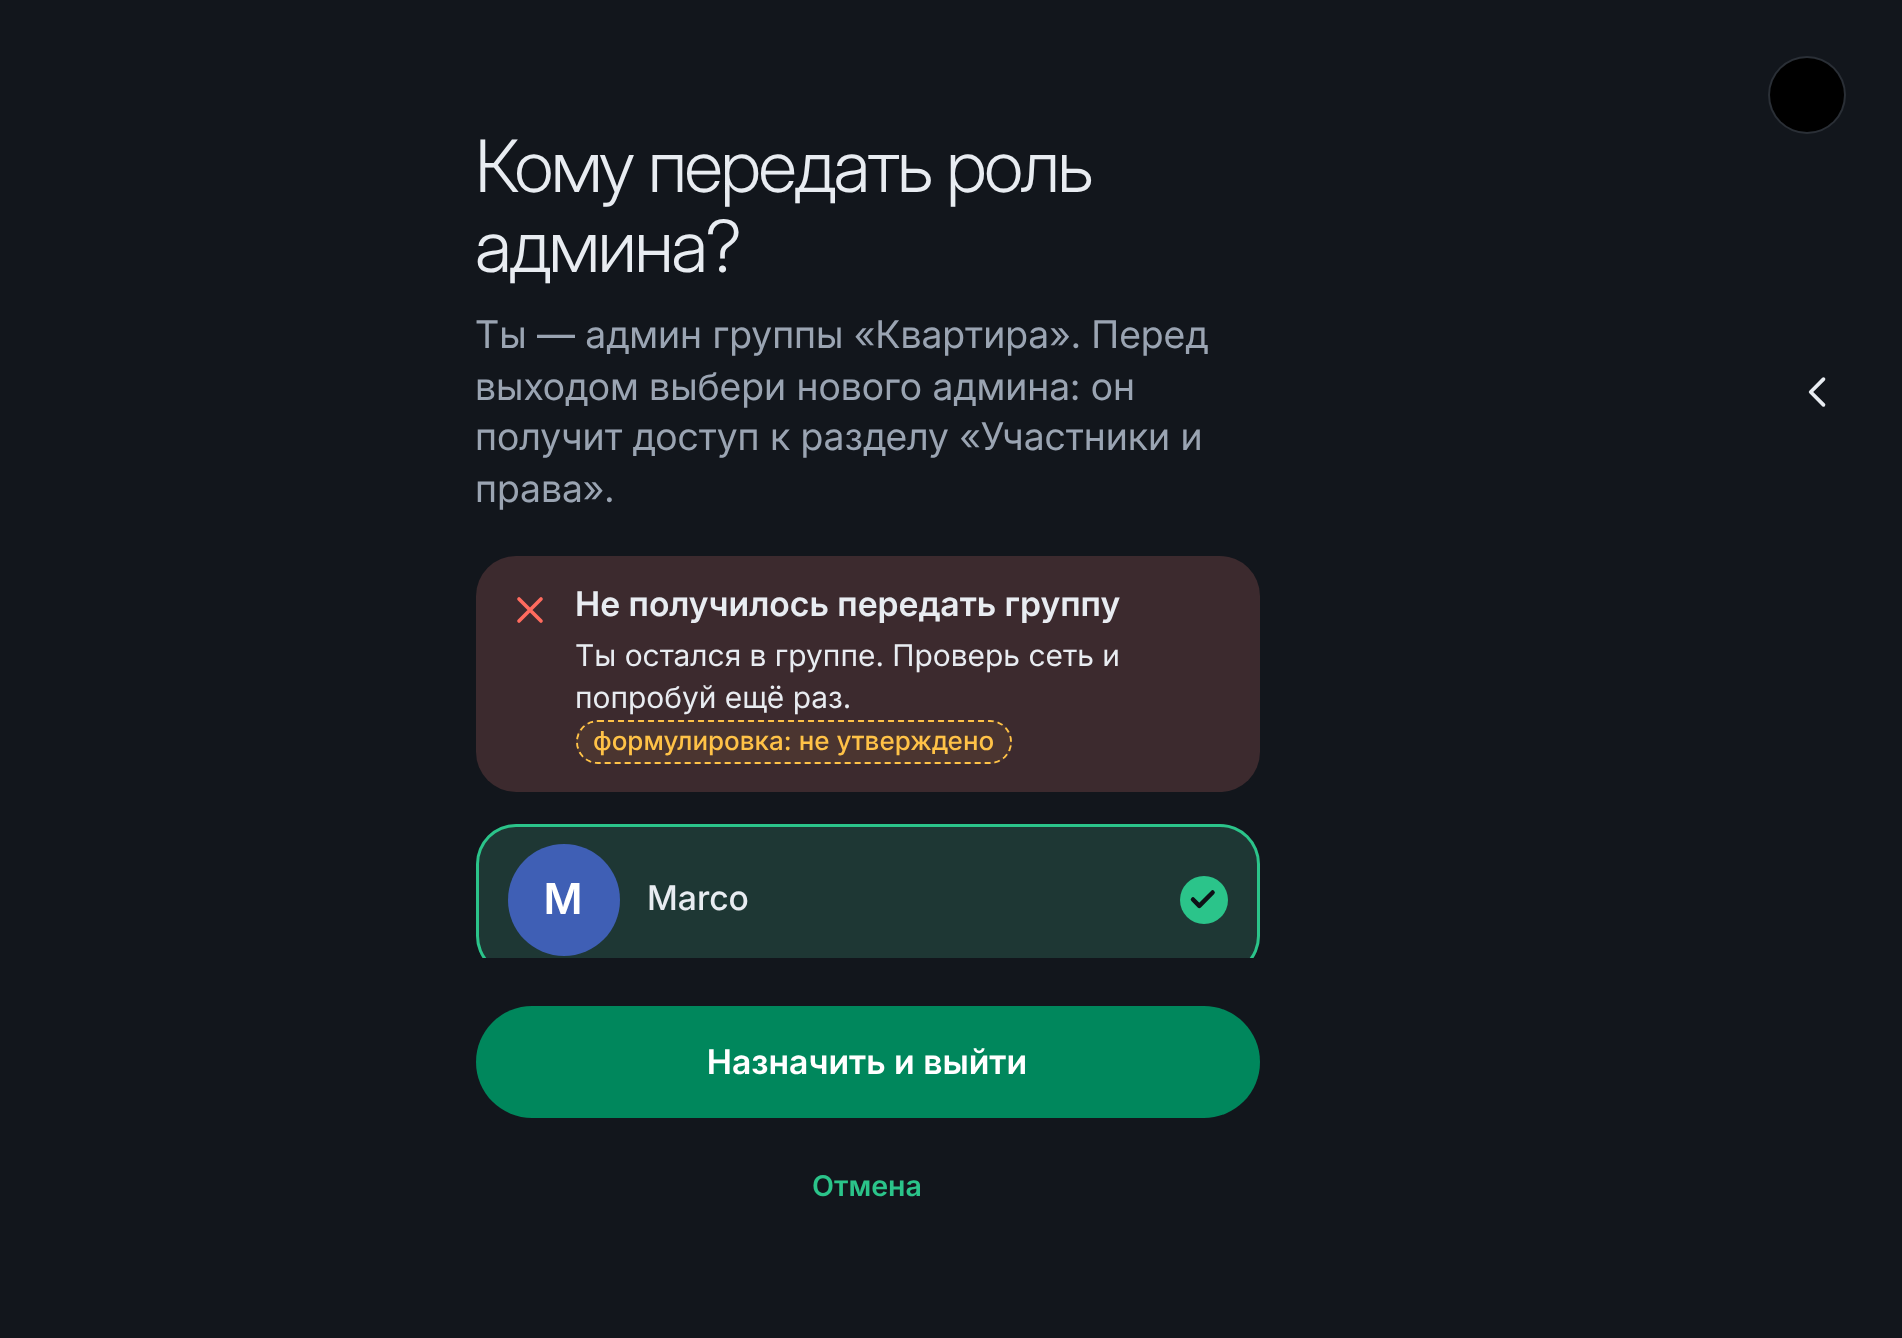 Кому передать роль
админа?
Ты — админ группы «Квартира». Перед
выходом выбери нового админа: он
получит доступ к разделу «Участники и
права».
Не получилось передать группу
Ты остался в группе. Проверь сеть и
попробуй ещё раз.
формулировка: не утверждено
M
Marco
Назначить и выйти
Отмена